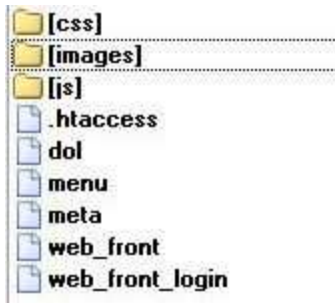 [css]
[images]
[js]
.htaccess
dol
menu
meta
web_front
web_front_login